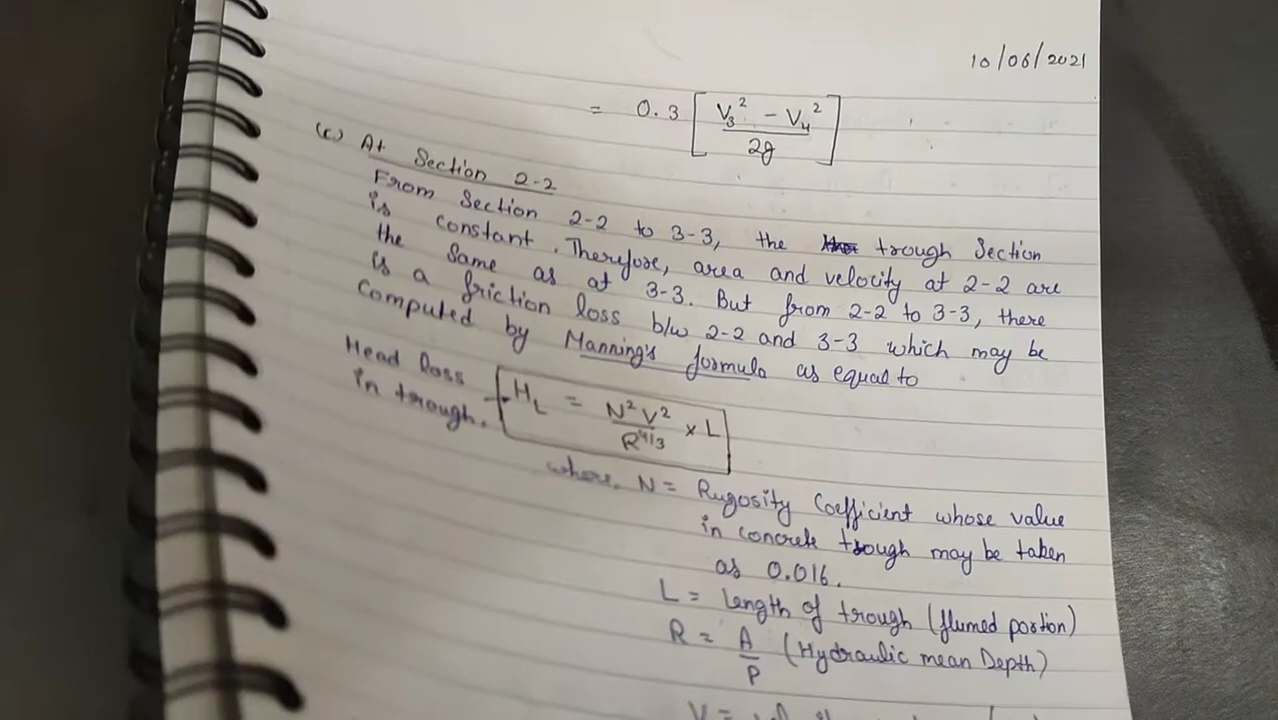 10/06/2021
= 0.3 [ (V₃² - V₄²) / 2g ]
(c) At Section 2-2
From Section 2-2 to 3-3, the trough Section
is constant. Therefore, area and velocity at 2-2 are
the Same as at 3-3. But from 2-2 to 3-3, there
is a friction loss b/w 2-2 and 3-3 which may be
Computed by Manning's formula as equal to
Head loss in trough. H_L = N²V² / R^4/3 × L
where, N = Rugosity Coefficient whose value
in concrete trough may be taken
as 0.016.
L = length of trough (flumed portion)
R = A/P (Hydraulic mean Depth)
V =